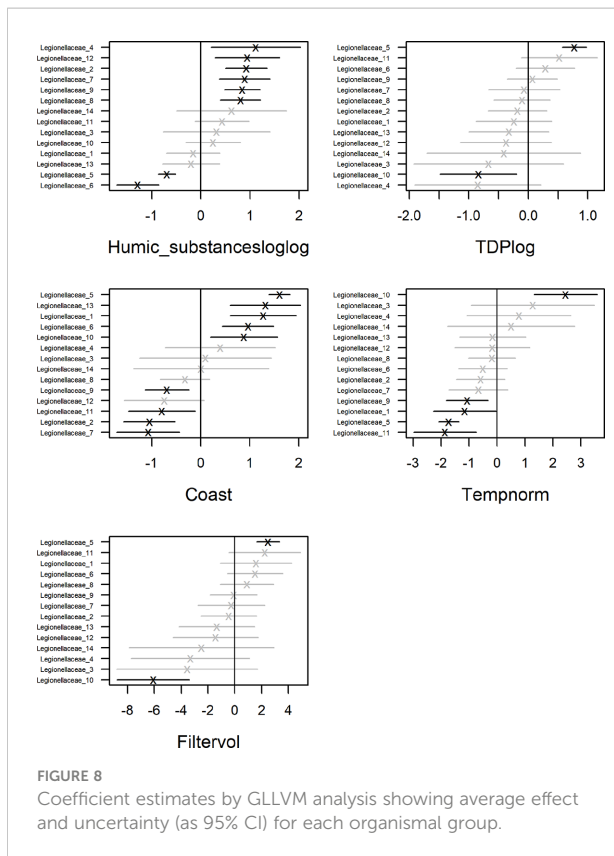 Legionellaceae_4
Legionellaceae_12
Legionellaceae_2
Legionellaceae_7
Legionellaceae_9
Legionellaceae_8
Legionellaceae_14
Legionellaceae_11
Legionellaceae_3
Legionellaceae_10
Legionellaceae_1
Legionellaceae_13
Legionellaceae_5
Legionellaceae_6
-1 0 1 2
Humic_substancesloglog
Legionellaceae_5
Legionellaceae_11
Legionellaceae_6
Legionellaceae_9
Legionellaceae_7
Legionellaceae_8
Legionellaceae_2
Legionellaceae_1
Legionellaceae_13
Legionellaceae_12
Legionellaceae_14
Legionellaceae_3
Legionellaceae_10
Legionellaceae_4
-2.0 -1.0 0.0 1.0
TDPlog
Legionellaceae_5
Legionellaceae_13
Legionellaceae_1
Legionellaceae_6
Legionellaceae_10
Legionellaceae_4
Legionellaceae_3
Legionellaceae_14
Legionellaceae_8
Legionellaceae_9
Legionellaceae_12
Legionellaceae_11
Legionellaceae_2
Legionellaceae_7
-1 0 1 2
Coast
Legionellaceae_10
Legionellaceae_3
Legionellaceae_4
Legionellaceae_14
Legionellaceae_13
Legionellaceae_12
Legionellaceae_8
Legionellaceae_6
Legionellaceae_2
Legionellaceae_7
Legionellaceae_9
Legionellaceae_1
Legionellaceae_5
Legionellaceae_11
-3 -2 -1 0 1 2 3
Tempnorm
Legionellaceae_5
Legionellaceae_11
Legionellaceae_1
Legionellaceae_6
Legionellaceae_8
Legionellaceae_9
Legionellaceae_7
Legionellaceae_2
Legionellaceae_13
Legionellaceae_12
Legionellaceae_14
Legionellaceae_4
Legionellaceae_3
Legionellaceae_10
-8 -6 -4 -2 0 2 4
Filtervol
FIGURE 8
Coefficient estimates by GLLVM analysis showing average effect
and uncertainty (as 95% CI) for each organismal group.